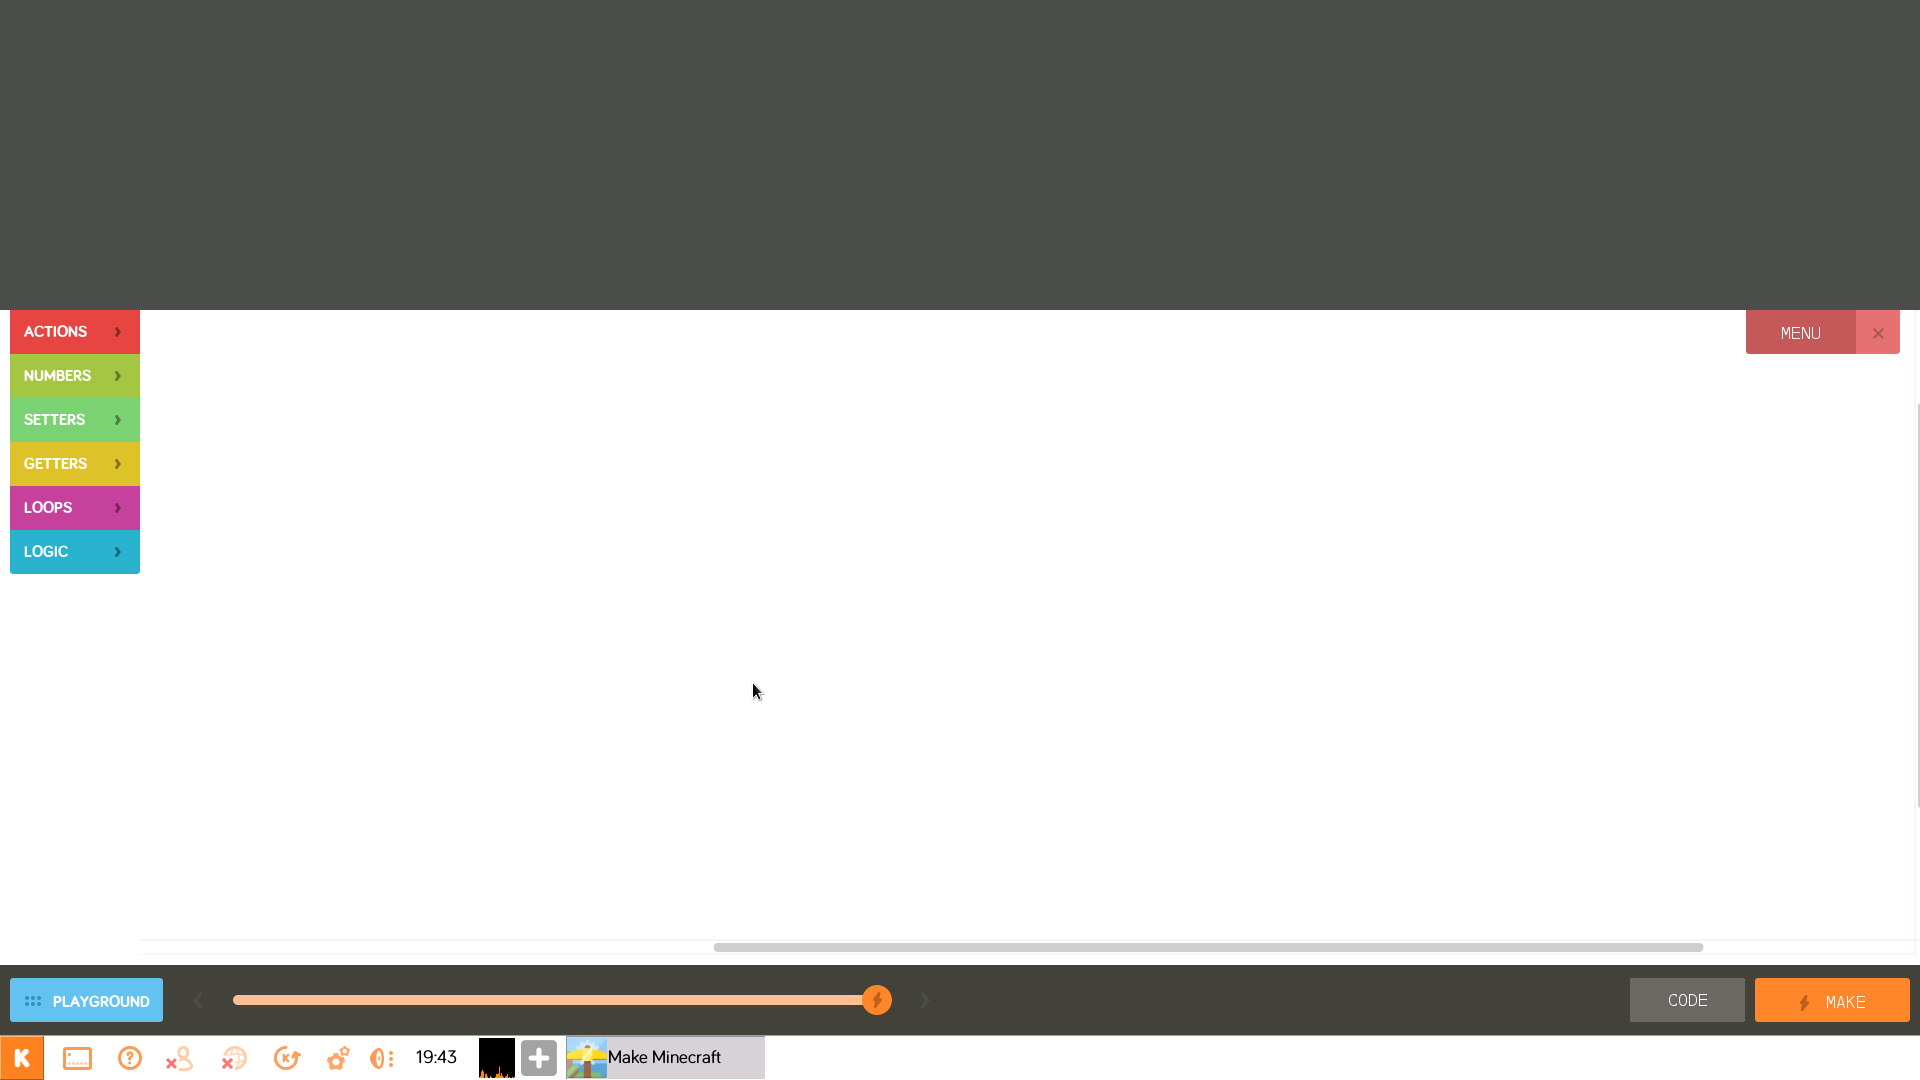 ACTIONS
MENU
NUMBERS
SETTERS
GETTERS
LOOPS
LOGIC
PLAYGROUND
CODE
MAKE
K
19:43
Make Minecraft